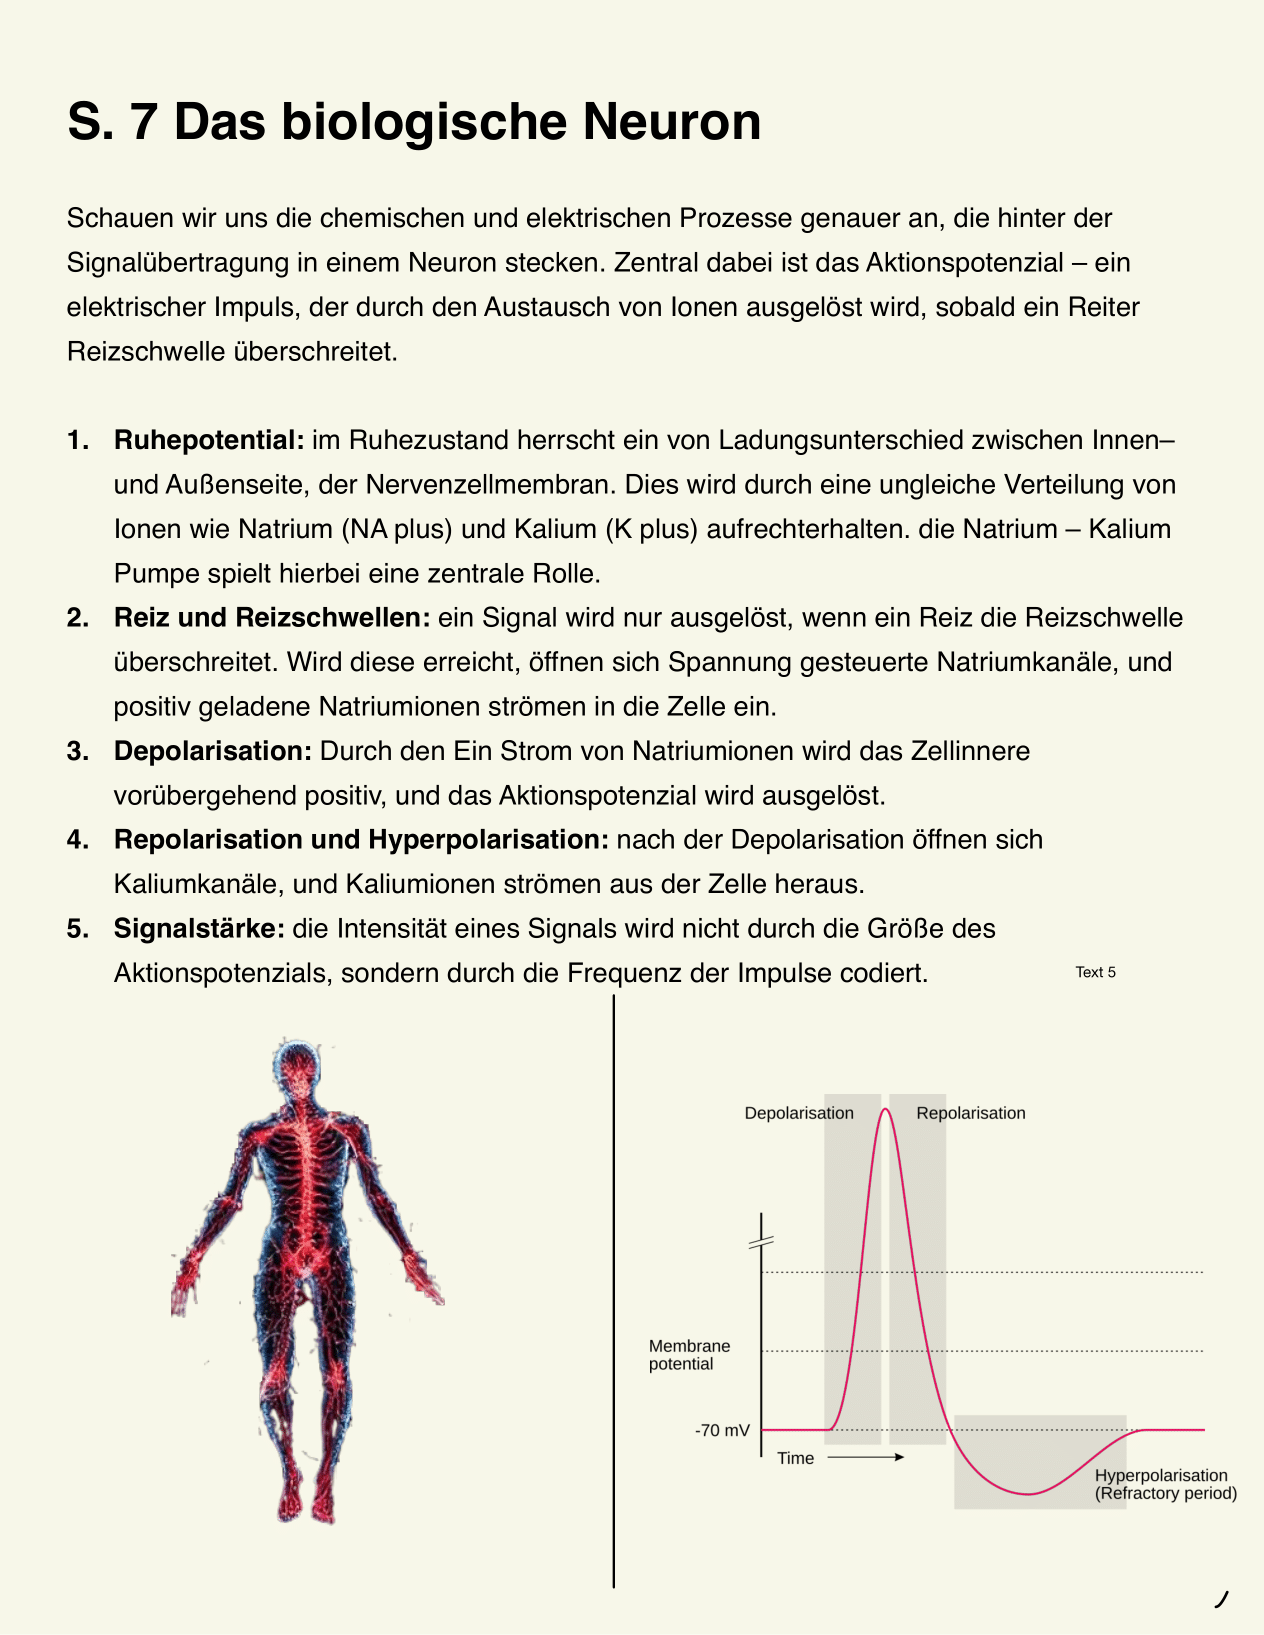 S. 7 Das biologische Neuron
Schauen wir uns die chemischen und elektrischen Prozesse genauer an, die hinter der
Signalübertragung in einem Neuron stecken. Zentral dabei ist das Aktionspotenzial – ein
elektrischer Impuls, der durch den Austausch von Ionen ausgelöst wird, sobald ein Reiter
Reizschwelle überschreitet.
1. Ruhepotential: im Ruhezustand herrscht ein von Ladungsunterschied zwischen Innen–
und Außenseite, der Nervenzellmembran. Dies wird durch eine ungleiche Verteilung von
Ionen wie Natrium (NA plus) und Kalium (K plus) aufrechterhalten. die Natrium – Kalium
Pumpe spielt hierbei eine zentrale Rolle.
2. Reiz und Reizschwellen: ein Signal wird nur ausgelöst, wenn ein Reiz die Reizschwelle
überschreitet. Wird diese erreicht, öffnen sich Spannung gesteuerte Natriumkanäle, und
positiv geladene Natriumionen strömen in die Zelle ein.
3. Depolarisation: Durch den Ein Strom von Natriumionen wird das Zellinnere
vorübergehend positiv, und das Aktionspotenzial wird ausgelöst.
4. Repolarisation und Hyperpolarisation: nach der Depolarisation öffnen sich
Kaliumkanäle, und Kaliumionen strömen aus der Zelle heraus.
5. Signalstärke: die Intensität eines Signals wird nicht durch die Größe des
Aktionspotenzials, sondern durch die Frequenz der Impulse codiert.
Text 5
Depolarisation
Repolarisation
Membrane
potential
-70 mV
Time
Hyperpolarisation
(Refractory period)